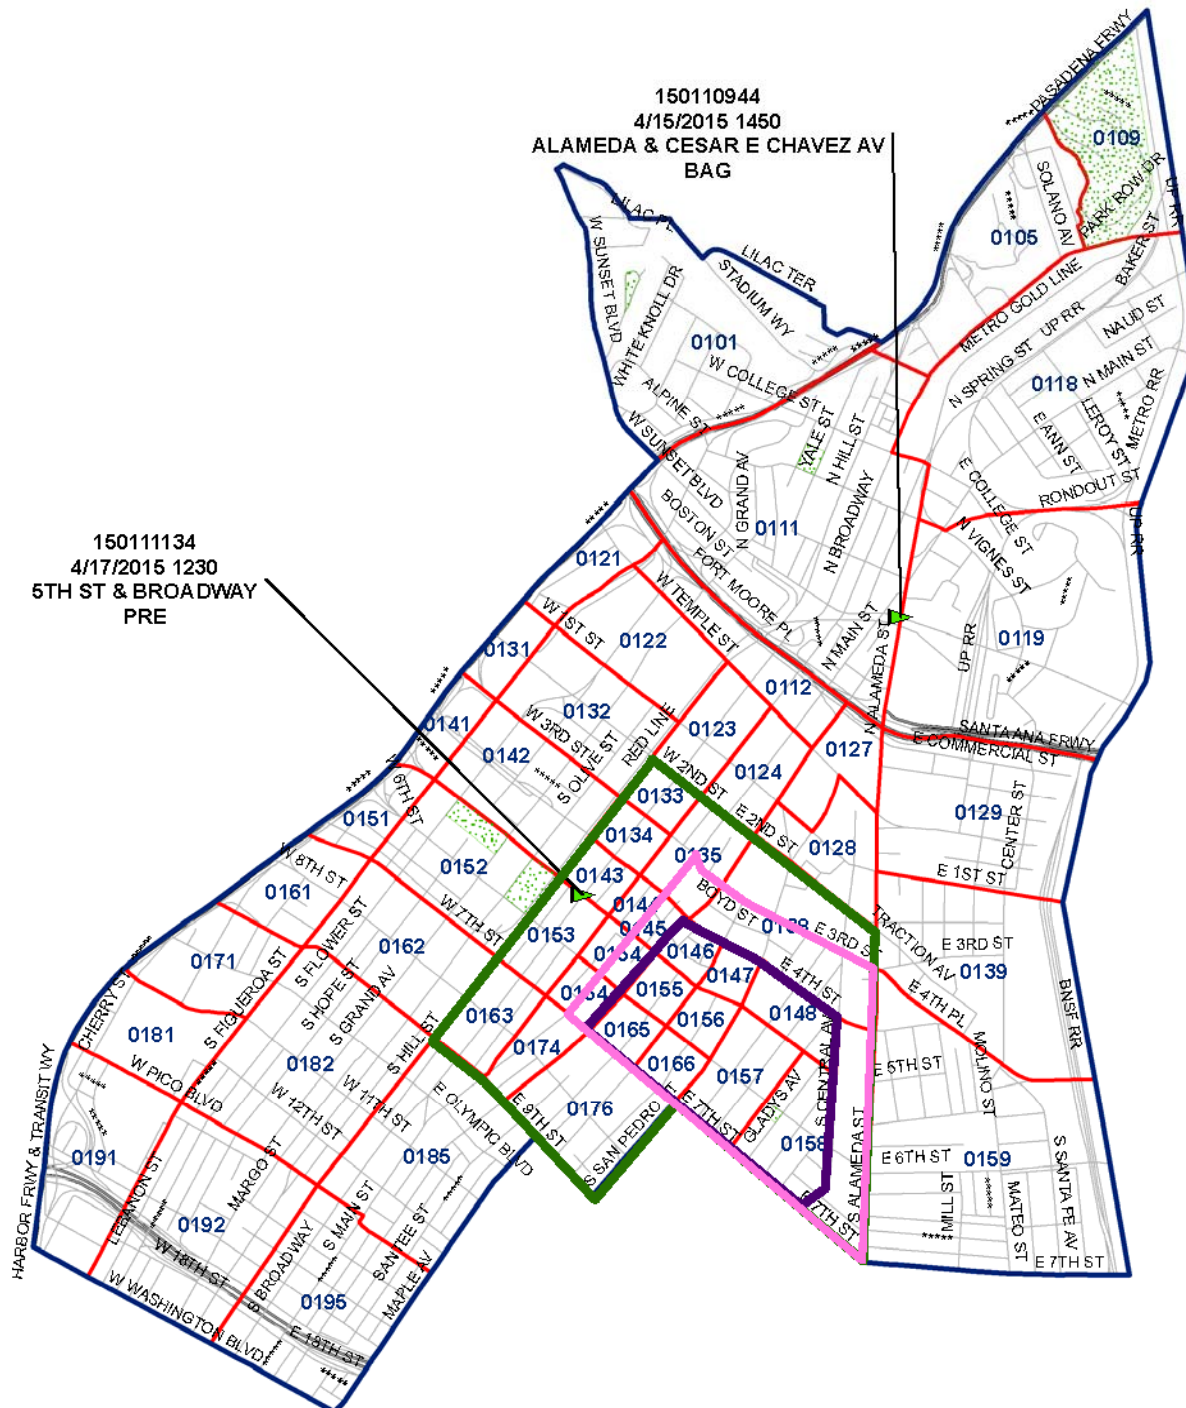 150110944
4/15/2015 1450
ALAMEDA & CESAR E CHAVEZ AV
BAG
PASADENA FRWY
*****
*****
0109
SOLANO AV
PARK ROW DR
UP RR
*****
0105
BAKER ST
LILAC PL
LILAC TER
*****
W SUNSET BLVD
WHITE KNOLL DR
STADIUM WY
METRO GOLD LINE
UP RR
NAUD ST
0101
*****
*****
N SPRING ST
N MAIN ST
0118
W COLLEGE ST
ALPINE ST
*****
*****
METRO RR
LEROY ST
E ANN ST
W SUNSET BLVD
YALE ST
N HILL ST
E COLLEGE ST
RONDOUT ST
N GRAND AV
BOSTON ST
0111
N BROADWAY
N VIGNES ST
UP RR
*****
150111134
4/17/2015 1230
5TH ST & BROADWAY
PRE
0121
FORT MOORE PL
W TEMPLE ST
*****
*****
N MAIN ST
N ALAMEDA ST
UP RR
0119
*****
W 1ST ST
0122
0131
*****
0112
0132
RED LINE
0123
0141
W 3RD ST
0127
SANTA ANA FRWY
E COMMERCIAL ST
*****
0142
*****
S OLIVE ST
W 2ND ST
0124
W 6TH ST
*****
0133
0129
CENTER ST
0151
0134
E 2ND ST
0128
W 8TH ST
0152
0135
E 1ST ST
0161
0143
BOYD ST
0144
W 7TH ST
0145
0138
E 3RD ST
TRACTION AV
0153
S FLOWER ST
0162
*****
0171
0146
E 3RD ST
0139
CHERRY ST
S FIGUEROA ST
S HOPE ST
S GRAND AV
0147
E 4TH ST
E 4TH PL
0155
BNSF RR
0163
S HILL ST
0148
0165
0156
0181
0174
S CENTRAL AV
MOLINO ST
0182
W PICO BLVD
*****
*****
W 11TH ST
W 12TH ST
E OLYMPIC BLVD
E 9TH ST
0166
0157
E 5TH ST
GLADYS AV
0176
E 7TH ST
S SAN PEDRO
HARBOR FRWY & TRANSIT WY
*****
0191
0158
0185
E 6TH ST
0159
S ALAMEDA ST
LEBANON ST
MARGO ST
*****
E 7TH ST
MILL ST
*****
MATEO ST
S SANTA FE AV
*****
0192
S MAIN ST
SANTEE ST
W 18TH ST
S BROADWAY
*****
MAPLE AV
*****
E 7TH ST
0195
W WASHINGTON BLVD
E 18TH ST
*****
*****